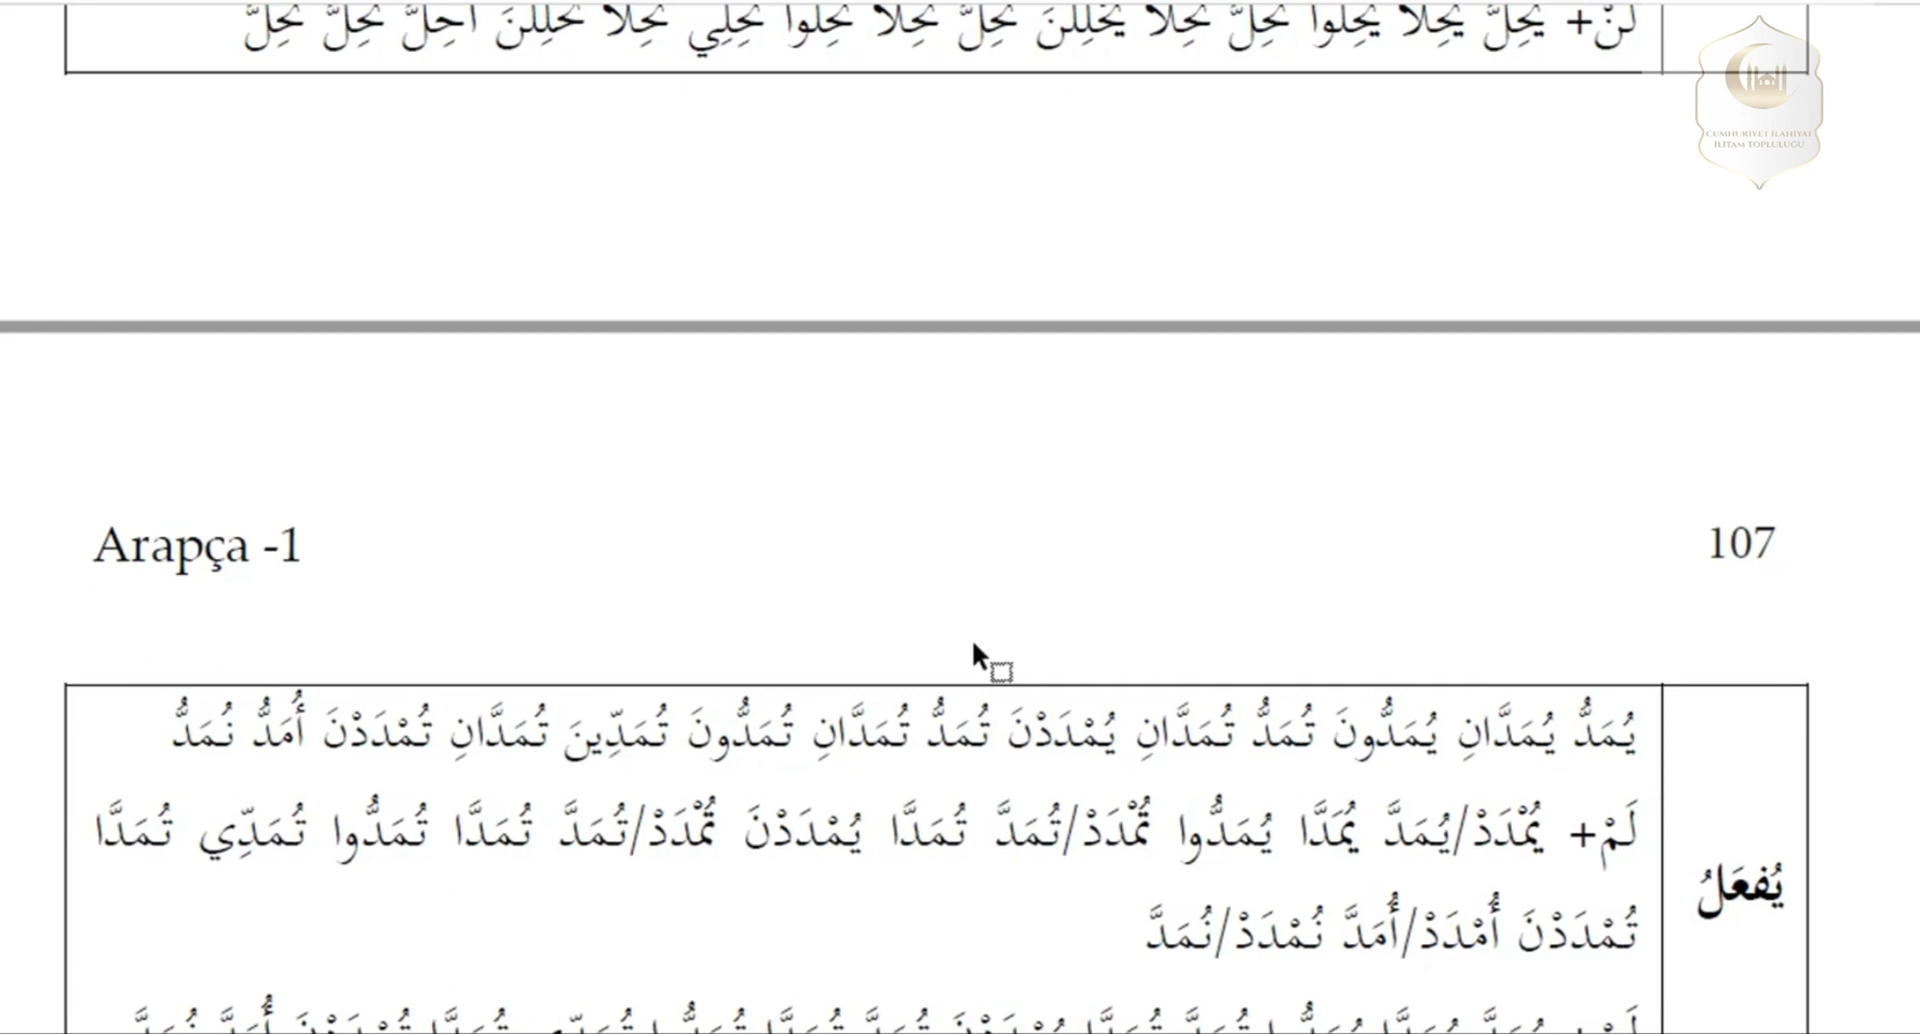 لَنْ+ يَحِلَّ يَحِلَّا يَحِلُّوا تَحِلَّ تَحِلَّا يَحْلِلْنَ تَحِلَّ تَحِلَّا تَحِلُّوا تَحِلِّي تَحِلَّا تَحْلِلْنَ أَحِلَّ نَحِلَّ
CUMHURİYET İLAHİYAT
İLİTAM TOPLULUĞU
Arapça -1
107
يُمَدُّ يُمَدَّانِ يُمَدُّونَ تُمَدُّ تُمَدَّانِ يُمْدَدْنَ تُمَدُّ تُمَدَّانِ تُمَدُّونَ تُمَدِّينَ تُمَدَّانِ تُمْدَدْنَ أُمَدُّ نُمَدُّ
لَمْ+ يُمْدَدْ/يُمَدَّ يُمَدَّا يُمَدُّوا تُمْدَدْ/تُمَدَّ تُمَدَّا يُمْدَدْنَ تُمْدَدْ/تُمَدَّ تُمَدَّا تُمَدُّوا تُمَدِّي تُمَدَّا
يُفعَلُ
تُمْدَدْنَ أُمْدَدْ/أُمَدَّ نُمْدَدْ/نُمَدَّ